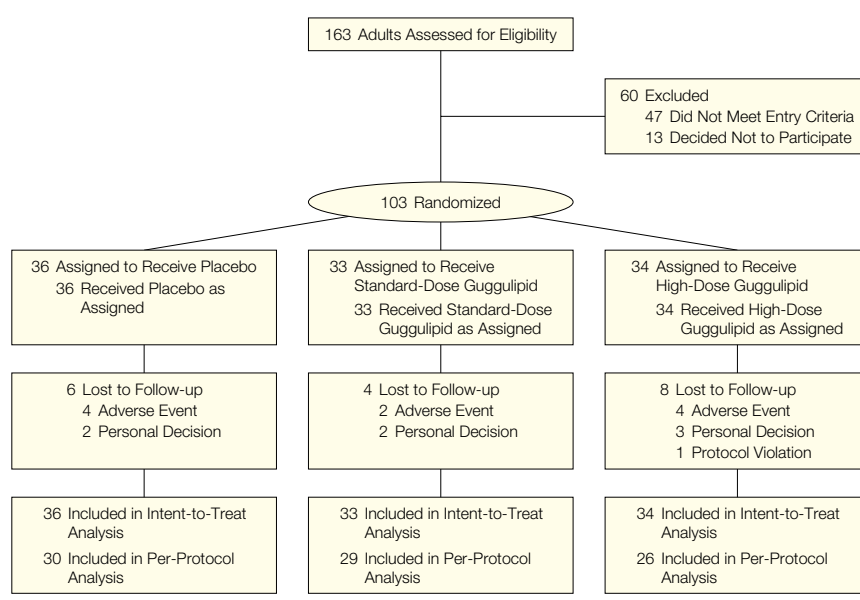 163 Adults Assessed for Eligibility
60 Excluded
47 Did Not Meet Entry Criteria
13 Decided Not to Participate
103 Randomized
36 Assigned to Receive Placebo
36 Received Placebo as
Assigned
33 Assigned to Receive
Standard-Dose Guggulipid
33 Received Standard-Dose
Guggulipid as Assigned
34 Assigned to Receive
High-Dose Guggulipid
34 Received High-Dose
Guggulipid as Assigned
6 Lost to Follow-up
4 Adverse Event
2 Personal Decision
4 Lost to Follow-up
2 Adverse Event
2 Personal Decision
8 Lost to Follow-up
4 Adverse Event
3 Personal Decision
1 Protocol Violation
36 Included in Intent-to-Treat
Analysis
30 Included in Per-Protocol
Analysis
33 Included in Intent-to-Treat
Analysis
29 Included in Per-Protocol
Analysis
34 Included in Intent-to-Treat
Analysis
26 Included in Per-Protocol
Analysis